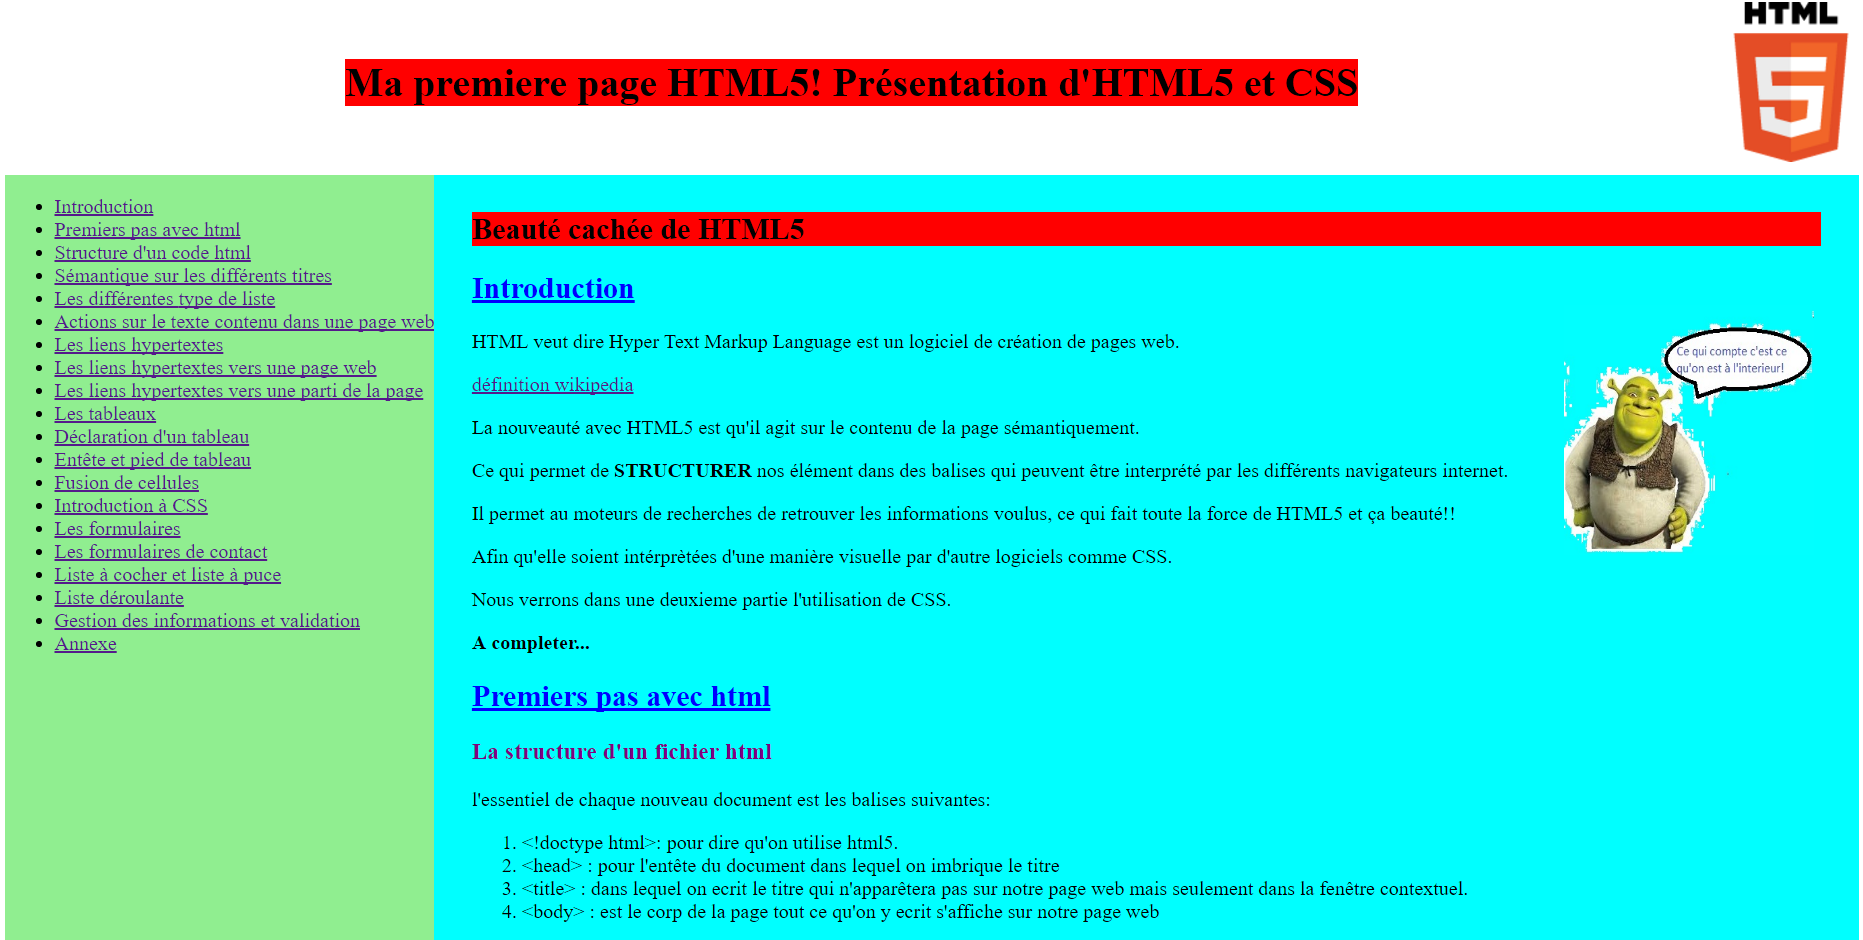 HTML
5
Ma premiere page HTML5! Présentation d'HTML5 et CSS
Introduction
Premiers pas avec html
Structure d'un code html
Sémantique sur les différents titres
Les différentes type de liste
Actions sur le texte contenu dans une page web
Les liens hypertextes
Les liens hypertextes vers une page web
Les liens hypertextes vers une parti de la page
Les tableaux
Déclaration d'un tableau
Entête et pied de tableau
Fusion de cellules
Introduction à CSS
Les formulaires
Les formulaires de contact
Liste à cocher et liste à puce
Liste déroulante
Gestion des informations et validation
Annexe
Beauté cachée de HTML5
Introduction
HTML veut dire Hyper Text Markup Language est un logiciel de création de pages web.
définition wikipedia
La nouveauté avec HTML5 est qu'il agit sur le contenu de la page sémantiquement.
Ce qui permet de STRUCTURER nos élément dans des balises qui peuvent être interprété par les différents navigateurs internet.
Il permet au moteurs de recherches de retrouver les informations voulus, ce qui fait toute la force de HTML5 et ça beauté!!
Afin qu'elle soient intérprètées d'une manière visuelle par d'autre logiciels comme CSS.
Nous verrons dans une deuxieme partie l'utilisation de CSS.
A completer...
Ce qui compte c'est ce
qu'on est à l'interieur!
Premiers pas avec html
La structure d'un fichier html
l'essentiel de chaque nouveau document est les balises suivantes:
1. <!doctype html>: pour dire qu'on utilise html5.
2. <head> : pour l'entête du document dans lequel on imbrique le titre
3. <title> : dans lequel on ecrit le titre qui n'apparêtera pas sur notre page web mais seulement dans la fenêtre contextuel.
4. <body> : est le corp de la page tout ce qu'on y ecrit s'affiche sur notre page web